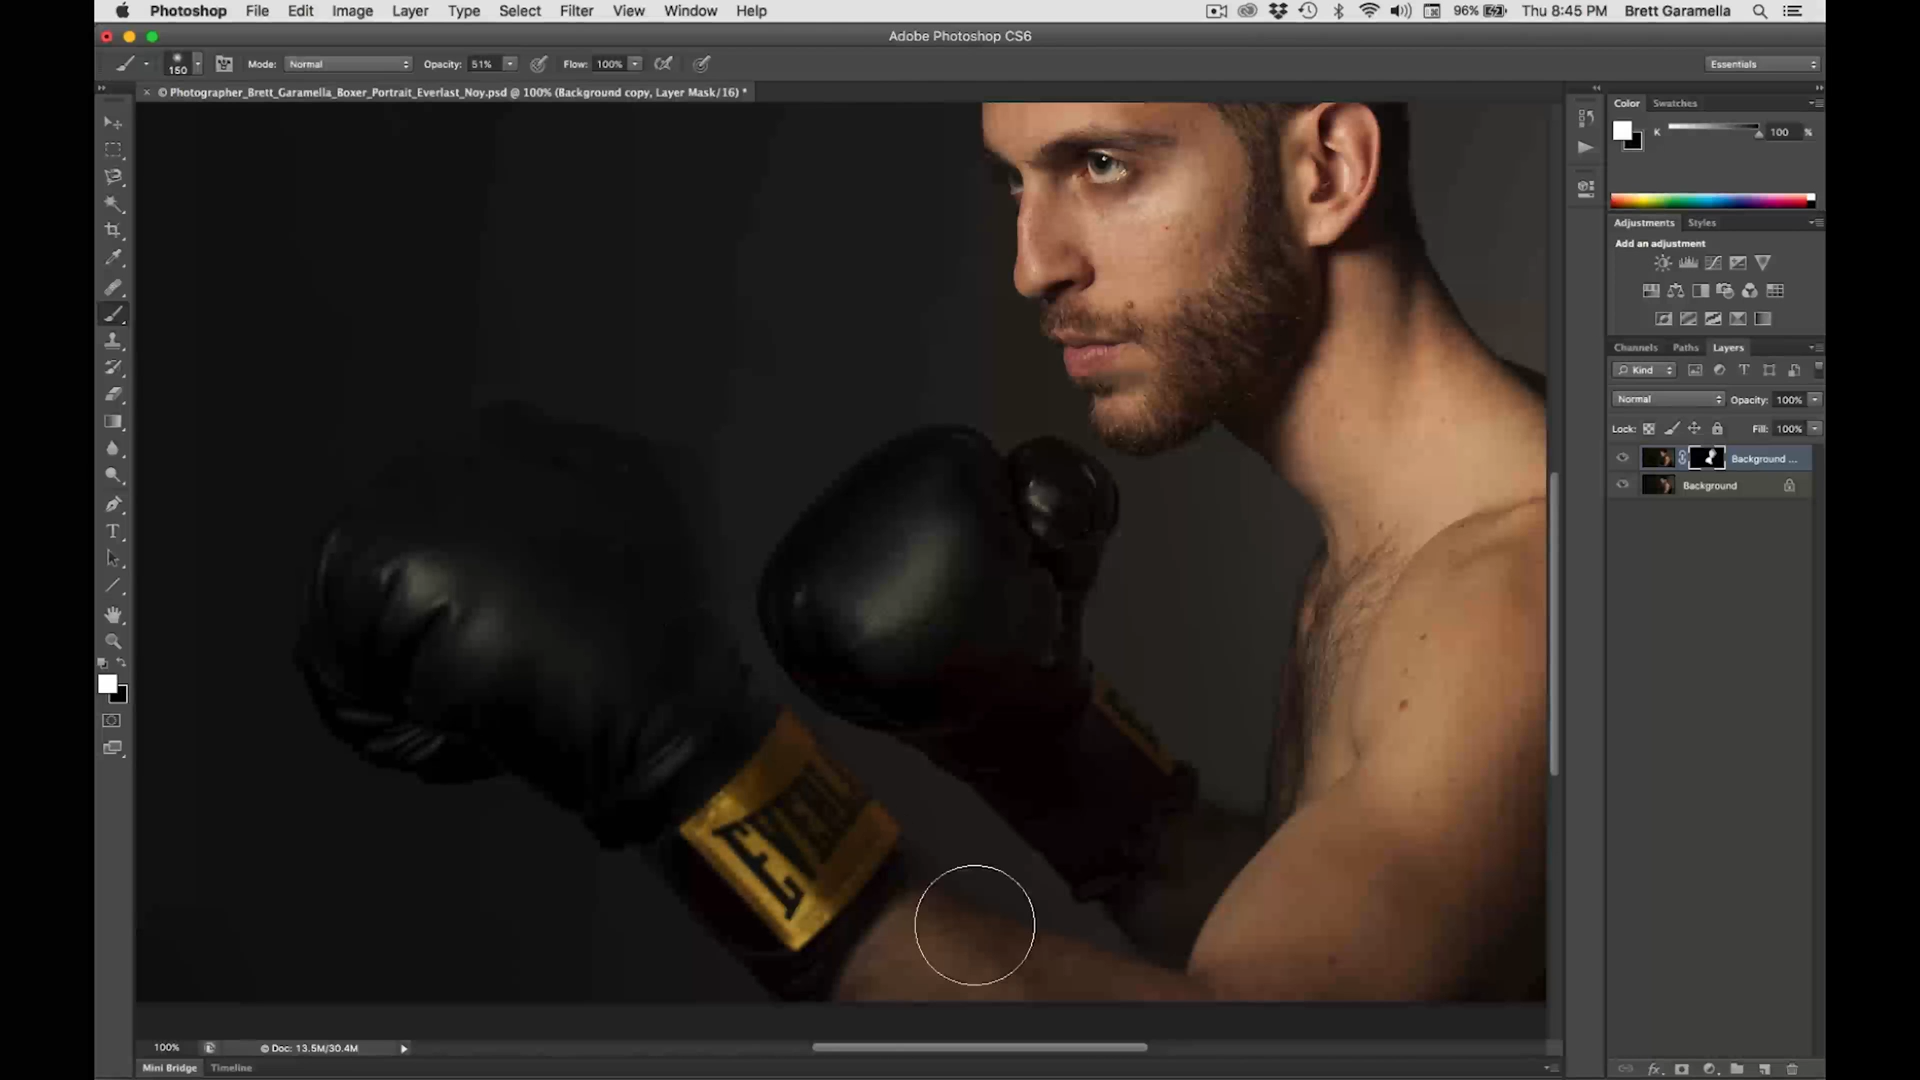 Photoshop File Edit Image Layer Type Select Filter View Window Help 96% Thu 8:45 PM Brett Garamella
Adobe Photoshop CS6
150 Mode: Normal Opacity: 51% Flow: 100% Essentials
× © Photographer_Brett_Garamella_Boxer_Portrait_Everlast_Noy.psd @ 100% (Background copy, Layer Mask/16) *
Color Swatches
K 100 %
Adjustments Styles
Add an adjustment
Channels Paths Layers
Kind
Normal Opacity: 100%
Lock: Fill: 100%
Background ...
Background
100% © Doc: 13.5M/30.4M
Mini Bridge Timeline